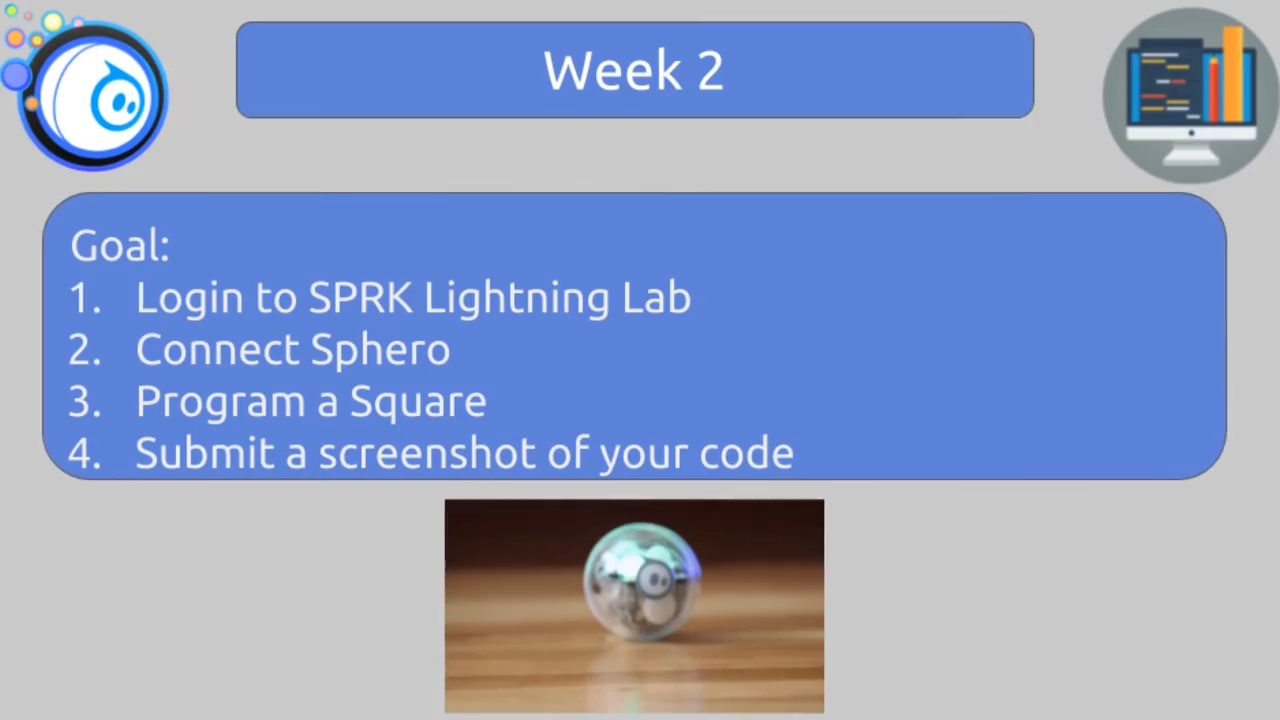 Week 2
Goal:
1. Login to SPRK Lightning Lab
2. Connect Sphero
3. Program a Square
4. Submit a screenshot of your code